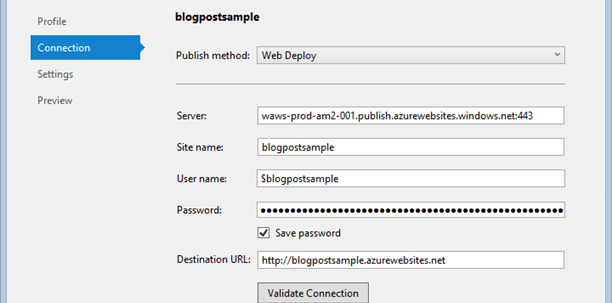 blogpostsample
Profile
Connection
Settings
Preview
Publish method: Web Deploy
Server: waws-prod-am2-001.publish.azurewebsites.windows.net:443
Site name: blogpostsample
User name: $blogpostsample
Password: ••••••••••••••••••••••••••••••••••••••••••••••••••
Save password
Destination URL: http://blogpostsample.azurewebsites.net
Validate Connection